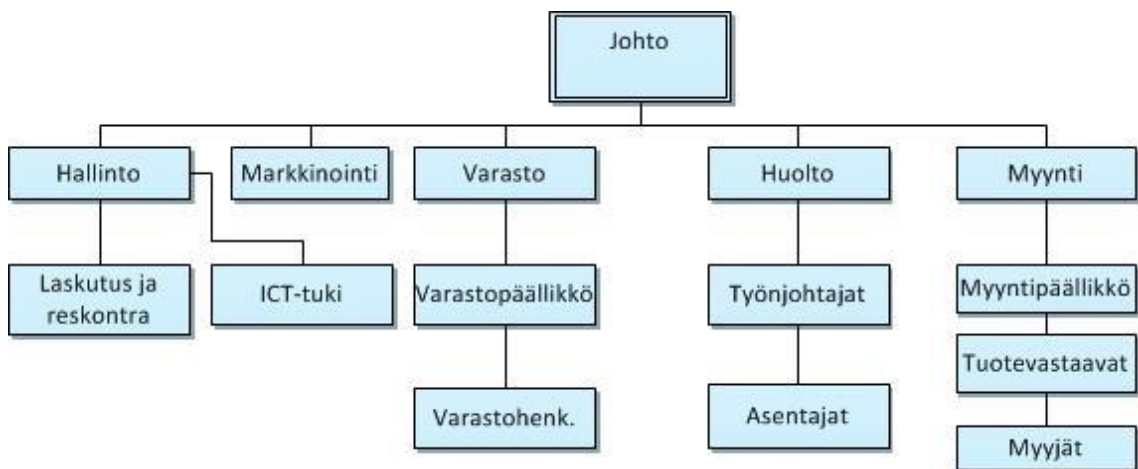 Johto
Hallinto
Markkinointi
Varasto
Huolto
Myynti
Laskutus ja
reskontra
ICT-tuki
Varastopäällikkö
Työnjohtajat
Myyntipäällikkö
Tuotevastaavat
Varastohenk.
Asentajat
Myyjät